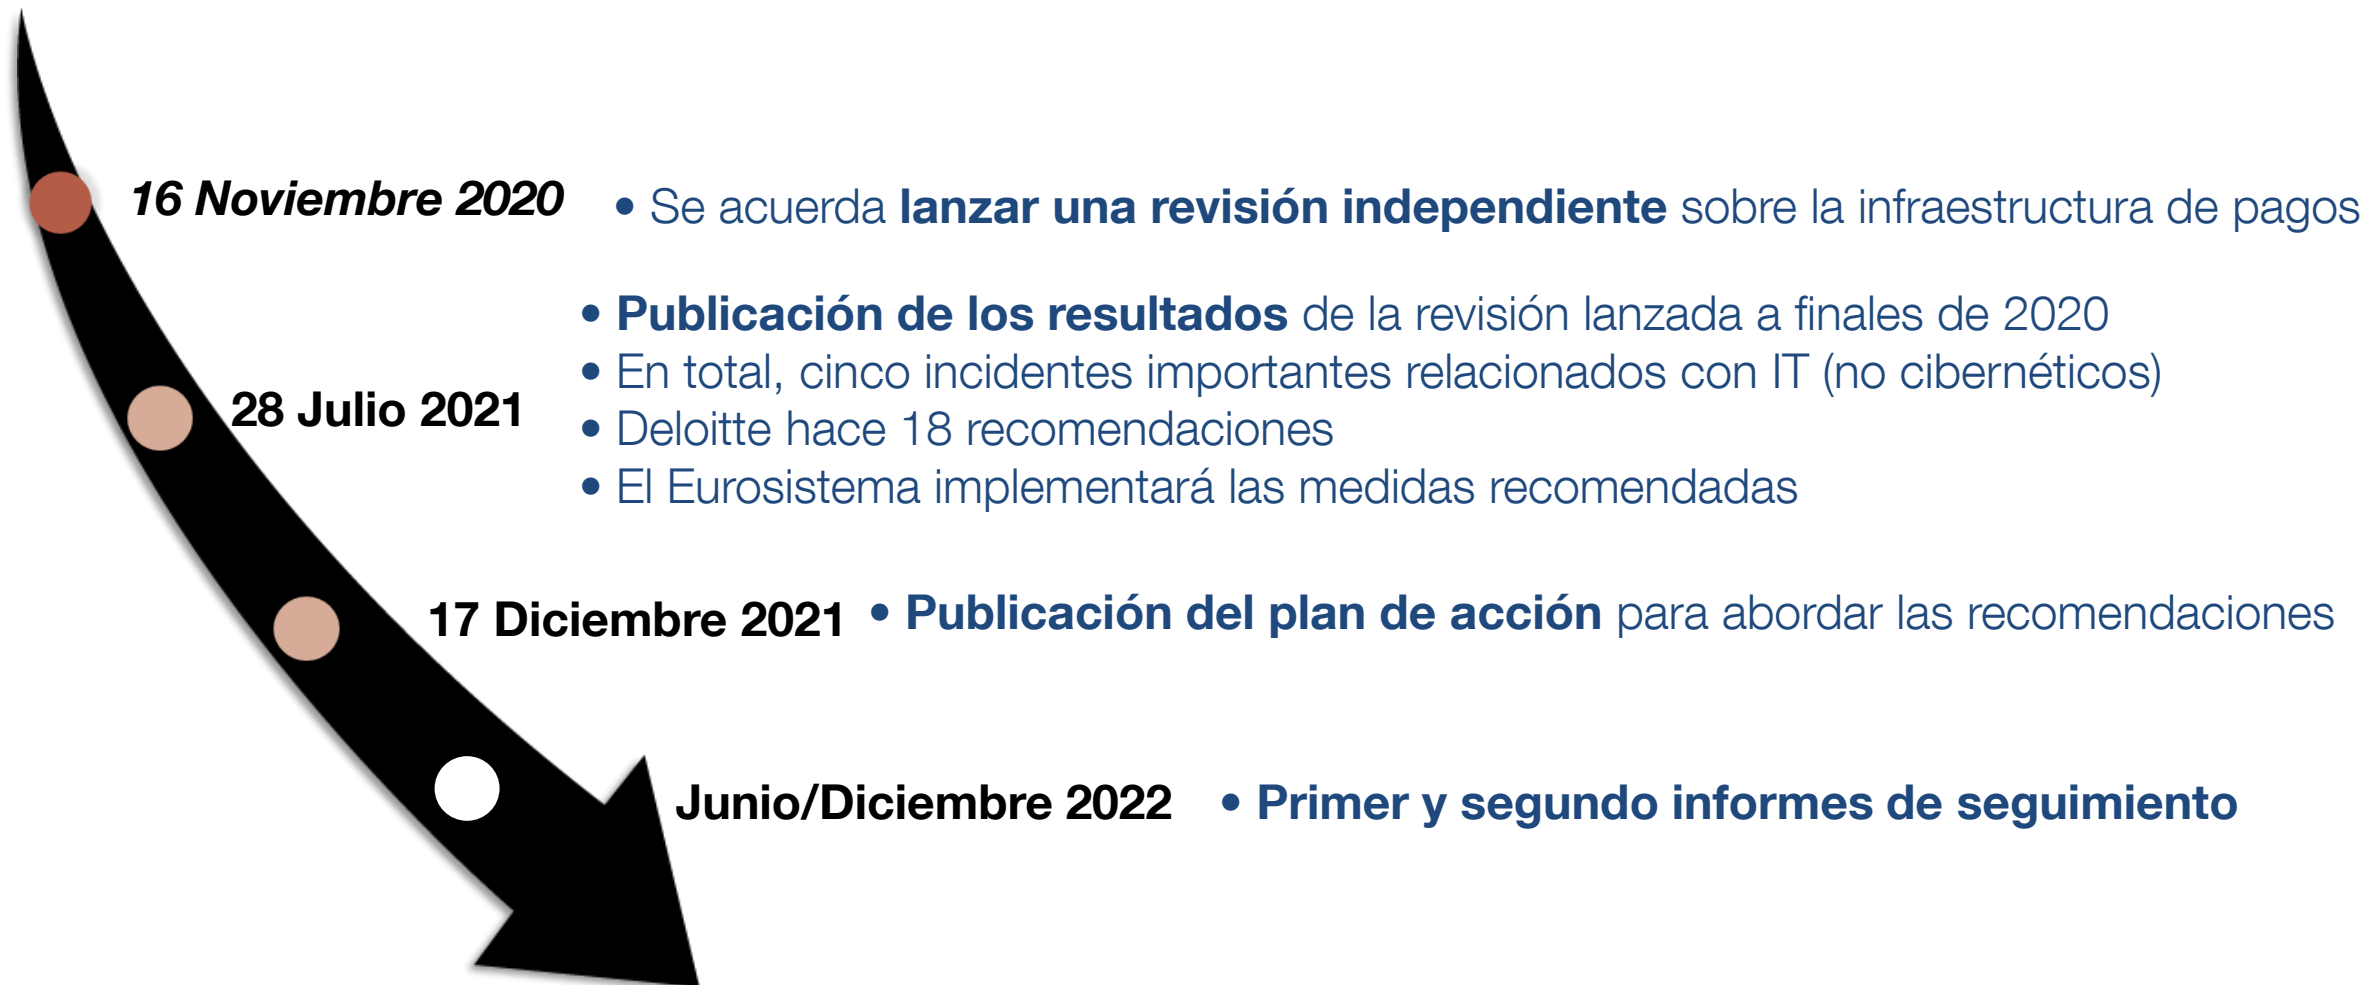 16 Noviembre 2020
• Se acuerda lanzar una revisión independiente sobre la infraestructura de pagos
28 Julio 2021
• Publicación de los resultados de la revisión lanzada a finales de 2020
• En total, cinco incidentes importantes relacionados con IT (no cibernéticos)
• Deloitte hace 18 recomendaciones
• El Eurosistema implementará las medidas recomendadas
17 Diciembre 2021
• Publicación del plan de acción para abordar las recomendaciones
Junio/Diciembre 2022
• Primer y segundo informes de seguimiento